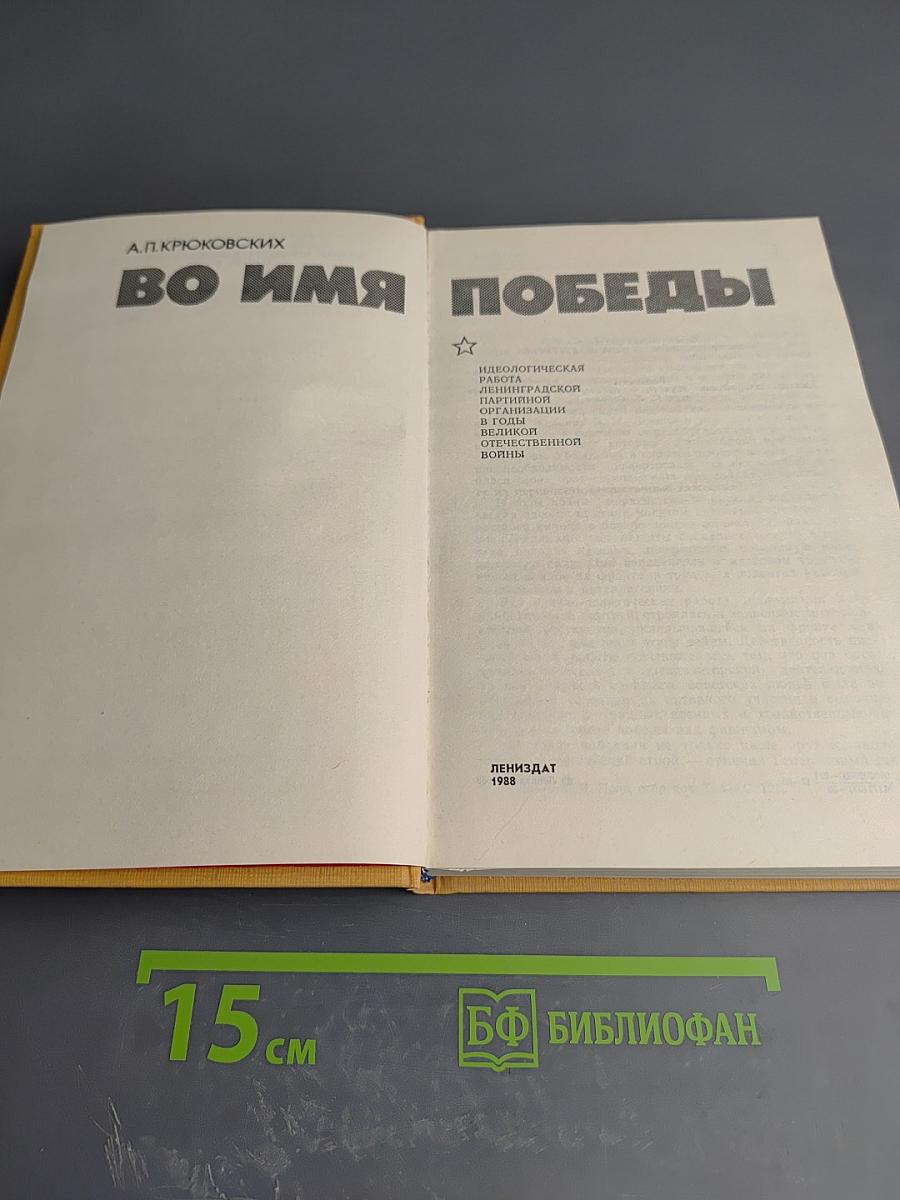 А.П.КРЮКОВСКИХ
ВО ИМЯ ПОБЕДЫ
ИДЕОЛОГИЧЕСКАЯ
РАБОТА
ЛЕНИНГРАДСКОЙ
ПАРТИЙНОЙ
ОРГАНИЗАЦИИ
В ГОДЫ
ВЕЛИКОЙ
ОТЕЧЕСТВЕННОЙ
ВОЙНЫ
ЛЕНИЗДАТ
1988
15 см
БФ БИБЛИОФАН